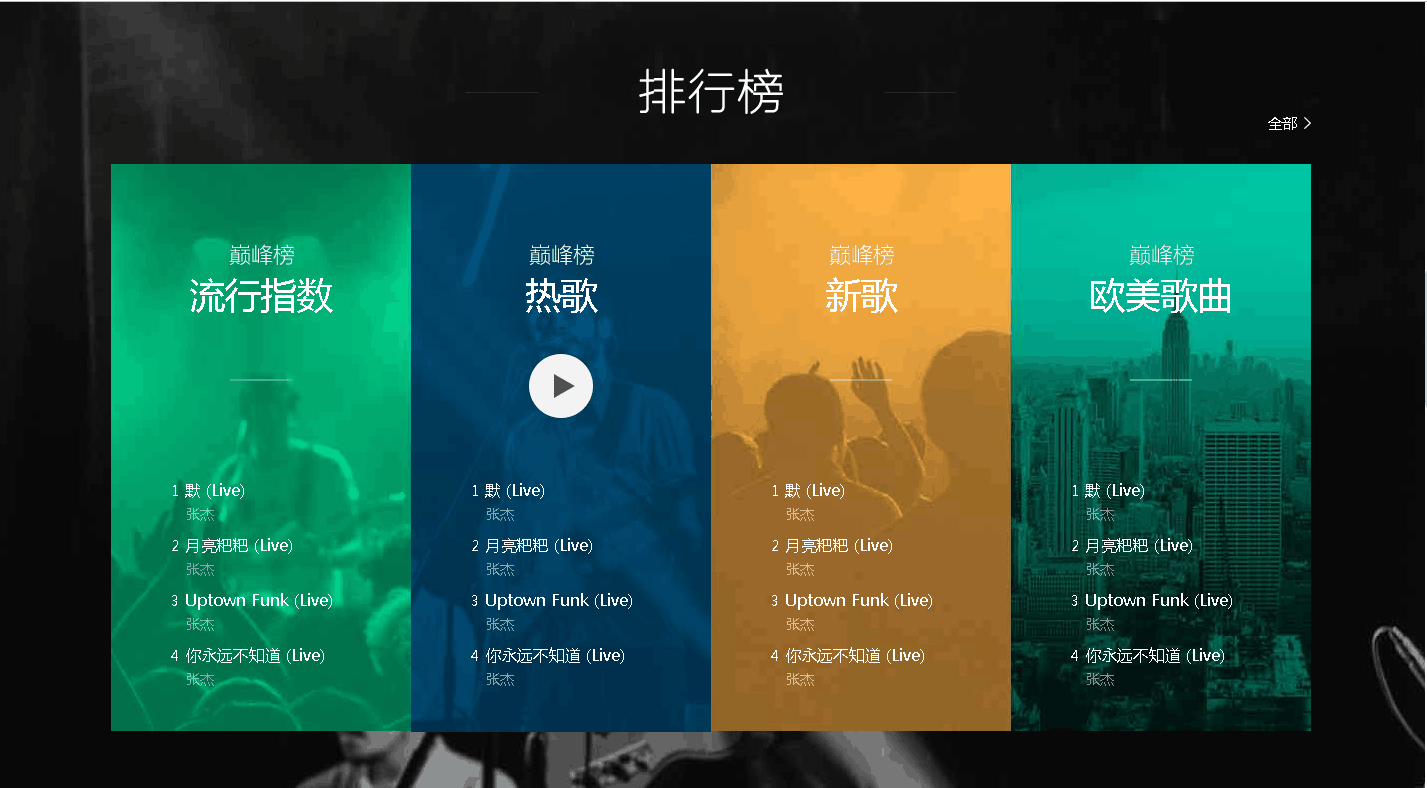 排行榜
全部
巅峰榜
流行指数
1 默 (Live)
张杰
2 月亮粑粑 (Live)
张杰
3 Uptown Funk (Live)
张杰
4 你永远不知道 (Live)
张杰
巅峰榜
热歌
1 默 (Live)
张杰
2 月亮粑粑 (Live)
张杰
3 Uptown Funk (Live)
张杰
4 你永远不知道 (Live)
张杰
巅峰榜
新歌
1 默 (Live)
张杰
2 月亮粑粑 (Live)
张杰
3 Uptown Funk (Live)
张杰
4 你永远不知道 (Live)
张杰
巅峰榜
欧美歌曲
1 默 (Live)
张杰
2 月亮粑粑 (Live)
张杰
3 Uptown Funk (Live)
张杰
4 你永远不知道 (Live)
张杰